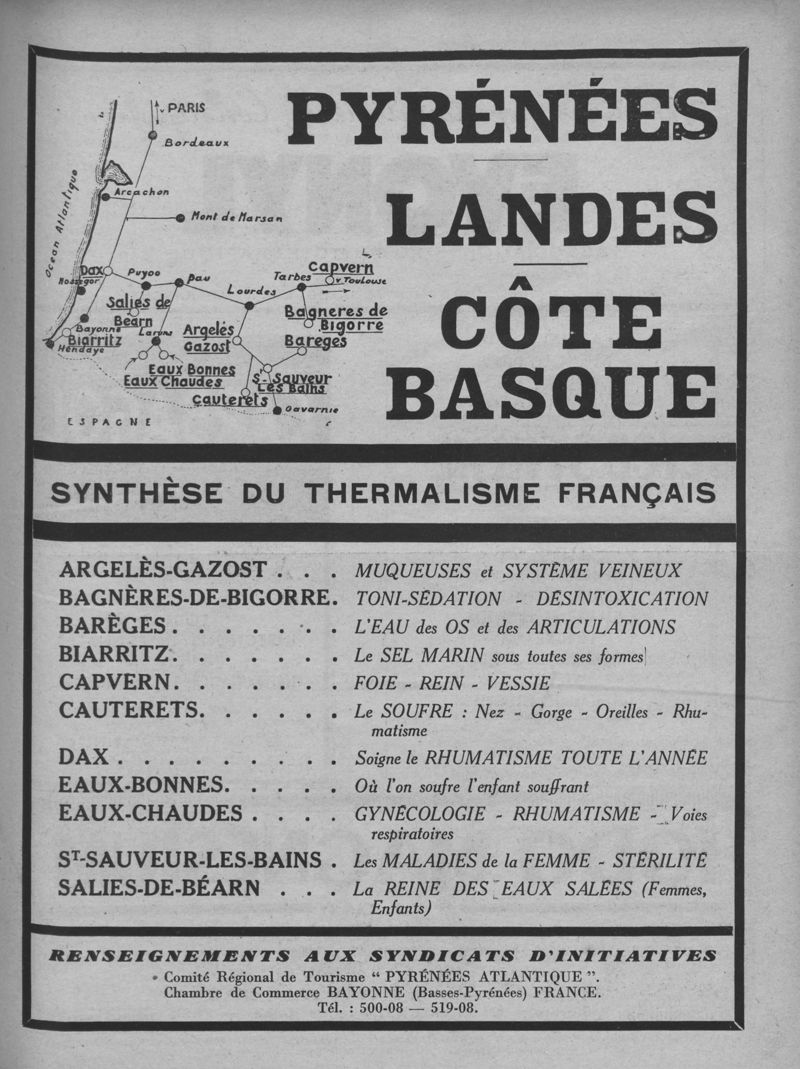 PARIS
Bordeaux
Ocean Atlantique
Arcachon
Mont de Marsan
Dax
Hossegor
Puyoo
Pau
Lourdes
Tarbes
Capvern
v. Toulouse
Salies de
Béarn
Bayonne
Biarritz
Hendaye
Laruns
Argelès
Gazost
Bagneres de
Bigorre
Bareges
Eaux Bonnes
Eaux Chaudes
St Sauveur
Les Bains
Cauterets
Gavarnie
ESPAGNE
PYRÉNÉES
LANDES
CÔTE
BASQUE
SYNTHÈSE DU THERMALISME FRANÇAIS
ARGELÈS-GAZOST . . . MUQUEUSES et SYSTÈME VEINEUX
BAGNÈRES-DE-BIGORRE. TONI-SÉDATION - DÉSINTOXICATION
BARÈGES . . . . . . . L'EAU des OS et des ARTICULATIONS
BIARRITZ. . . . . . . Le SEL MARIN sous toutes ses formes
CAPVERN. . . . . . . FOIE - REIN - VESSIE
CAUTERETS. . . . . . Le SOUFRE : Nez - Gorge - Oreilles - Rhu-
matisme
DAX . . . . . . . . . Soigne le RHUMATISME TOUTE L'ANNÉE
EAUX-BONNES. . . . . Où l'on soufre l'enfant souffrant
EAUX-CHAUDES . . . . GYNÉCOLOGIE - RHUMATISME - Voies
respiratoires
ST-SAUVEUR-LES-BAINS . Les MALADIES de la FEMME - STÉRILITÉ
SALIES-DE-BÉARN . . . La REINE DES EAUX SALÉES (Femmes,
Enfants)
RENSEIGNEMENTS AUX SYNDICATS D'INITIATIVES
Comité Régional de Tourisme “ PYRÉNÉES ATLANTIQUE ”.
Chambre de Commerce BAYONNE (Basses-Pyrénées) FRANCE.
Tél. : 500-08 — 519-08.